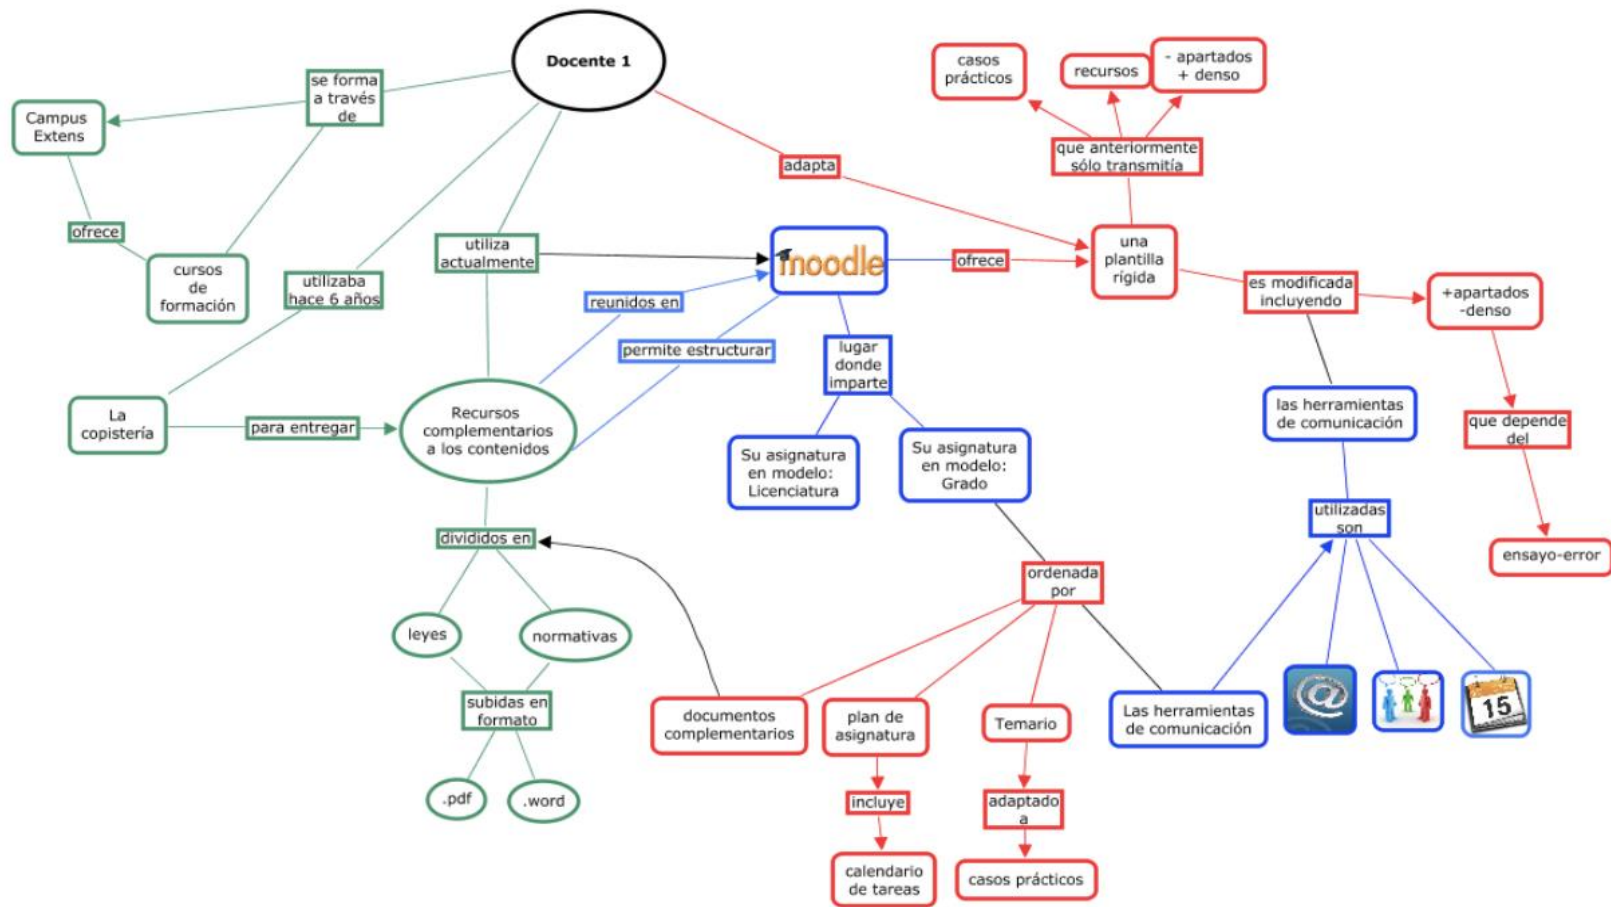 Docente 1
se forma
a través
de
Campus
Extens
ofrece
cursos
de
formación
utilizaba
hace 6 años
La
copistería
para entregar
utiliza
actualmente
Recursos
complementarios
a los contenidos
reunidos en
permite estructurar
divididos en
leyes
normativas
subidas en
formato
.pdf
.word
moodle
ofrece
lugar
donde
imparte
Su asignatura
en modelo:
Licenciatura
Su asignatura
en modelo:
Grado
ordenada
por
documentos
complementarios
plan de
asignatura
incluye
calendario
de tareas
Temario
adaptado
a
casos prácticos
Las herramientas
de comunicación
adapta
una
plantilla
rígida
que anteriormente
sólo transmitía
casos
prácticos
recursos
- apartados
+ denso
es modificada
incluyendo
+apartados
-denso
que depende
del
ensayo-error
las herramientas
de comunicación
utilizadas
son
@
15